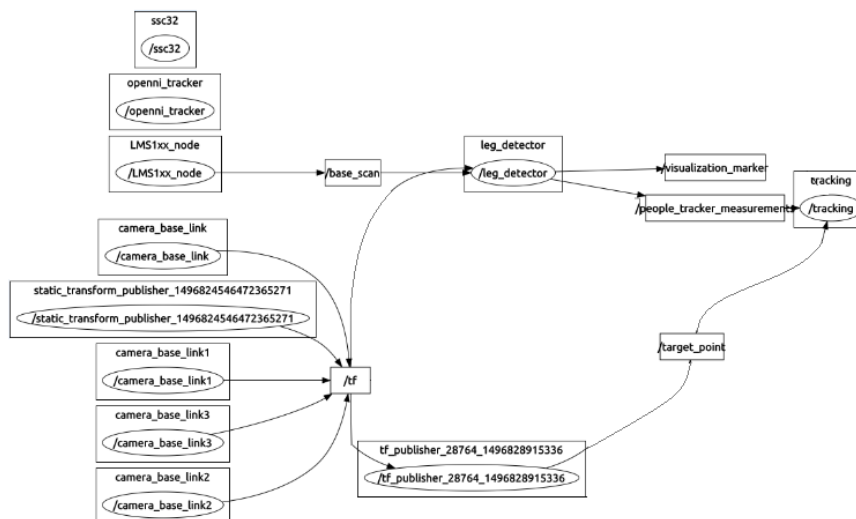 ssc32
/ssc32
openni_tracker
/openni_tracker
LMS1xx_node
/LMS1xx_node
/base_scan
leg_detector
/leg_detector
/visualization_marker
/people_tracker_measurements
tracking
/tracking
camera_base_link
/camera_base_link
static_transform_publisher_1496824546472365271
/static_transform_publisher_1496824546472365271
camera_base_link1
/camera_base_link1
/tf
/target_point
camera_base_link3
/camera_base_link3
tf_publisher_28764_1496828915336
/tf_publisher_28764_1496828915336
camera_base_link2
/camera_base_link2